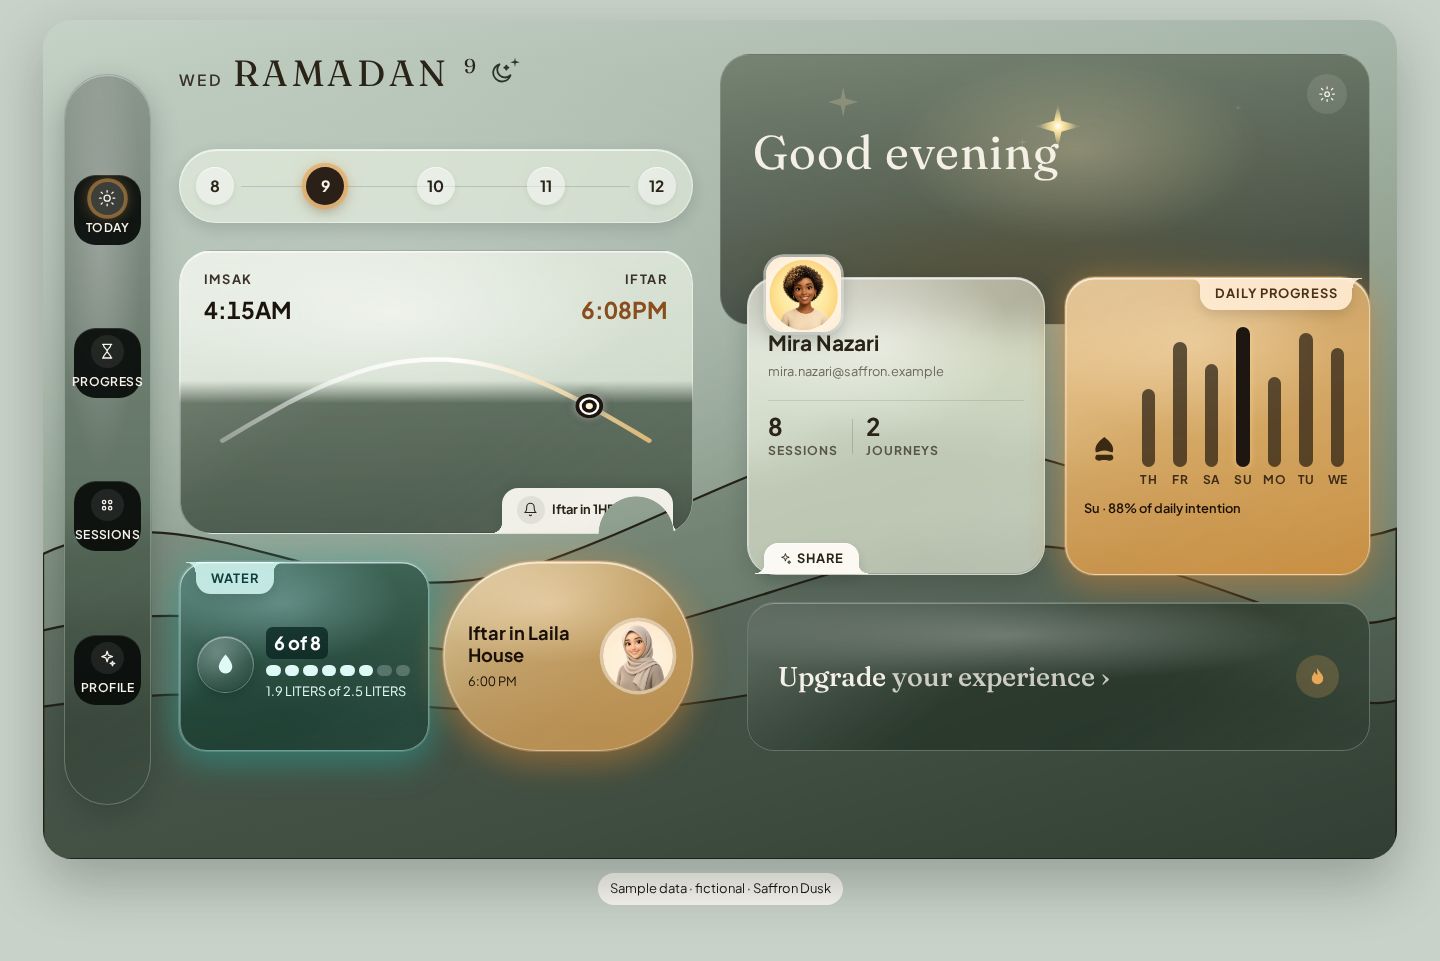 WED RAMADAN 9
TODAY
PROGRESS
SESSIONS
PROFILE
8 9 10 11 12
IMSAK
4:15AM
IFTAR
6:08PM
Iftar in
WATER
6 of 8
1.9 LITERS of 2.5 LITERS
Iftar in Laila
House
6:00 PM
Good evening
Mira Nazari
mira.nazari@saffron.example
8
SESSIONS
2
JOURNEYS
SHARE
DAILY PROGRESS
TH FR SA SU MO TU WE
Su · 88% of daily intention
Upgrade your experience ›
Sample data · fictional · Saffron Dusk